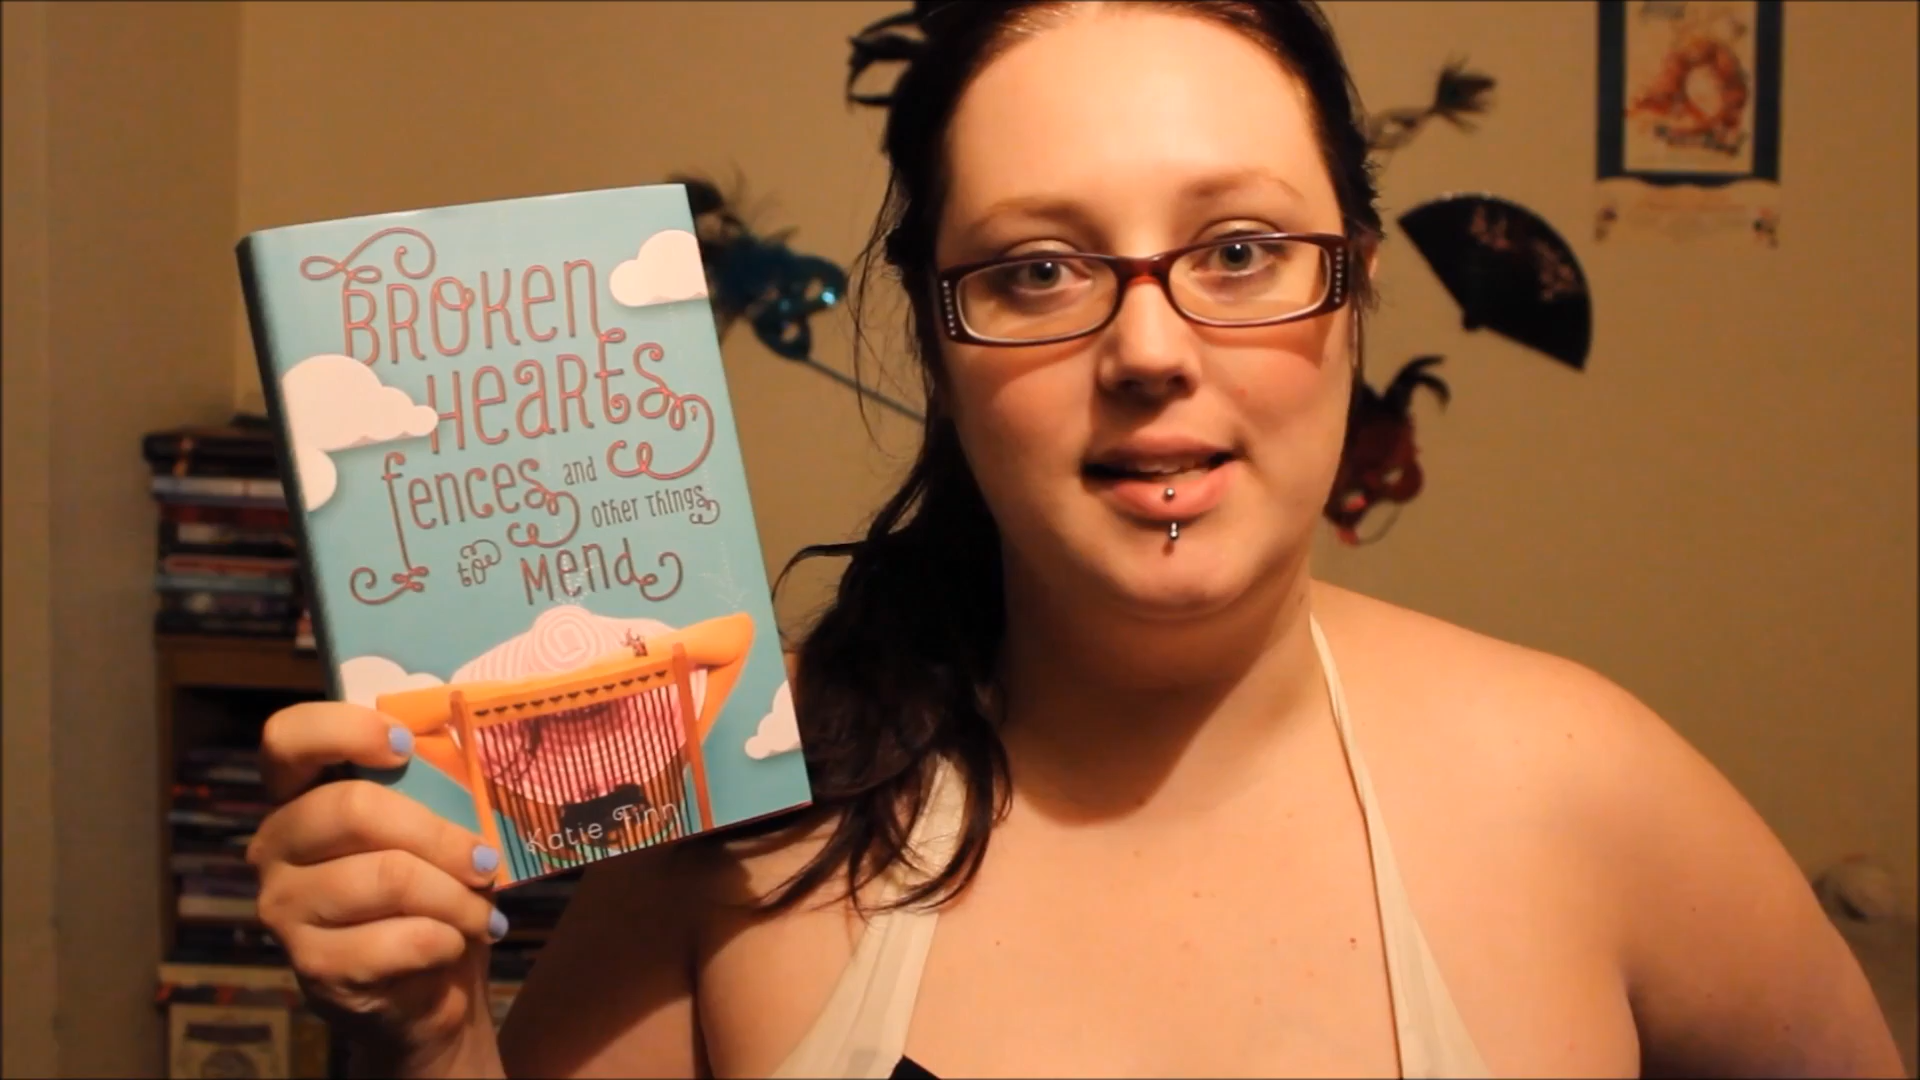 BROKEN
HEARTS,
fences and
other things
to Mend
Katie Finn